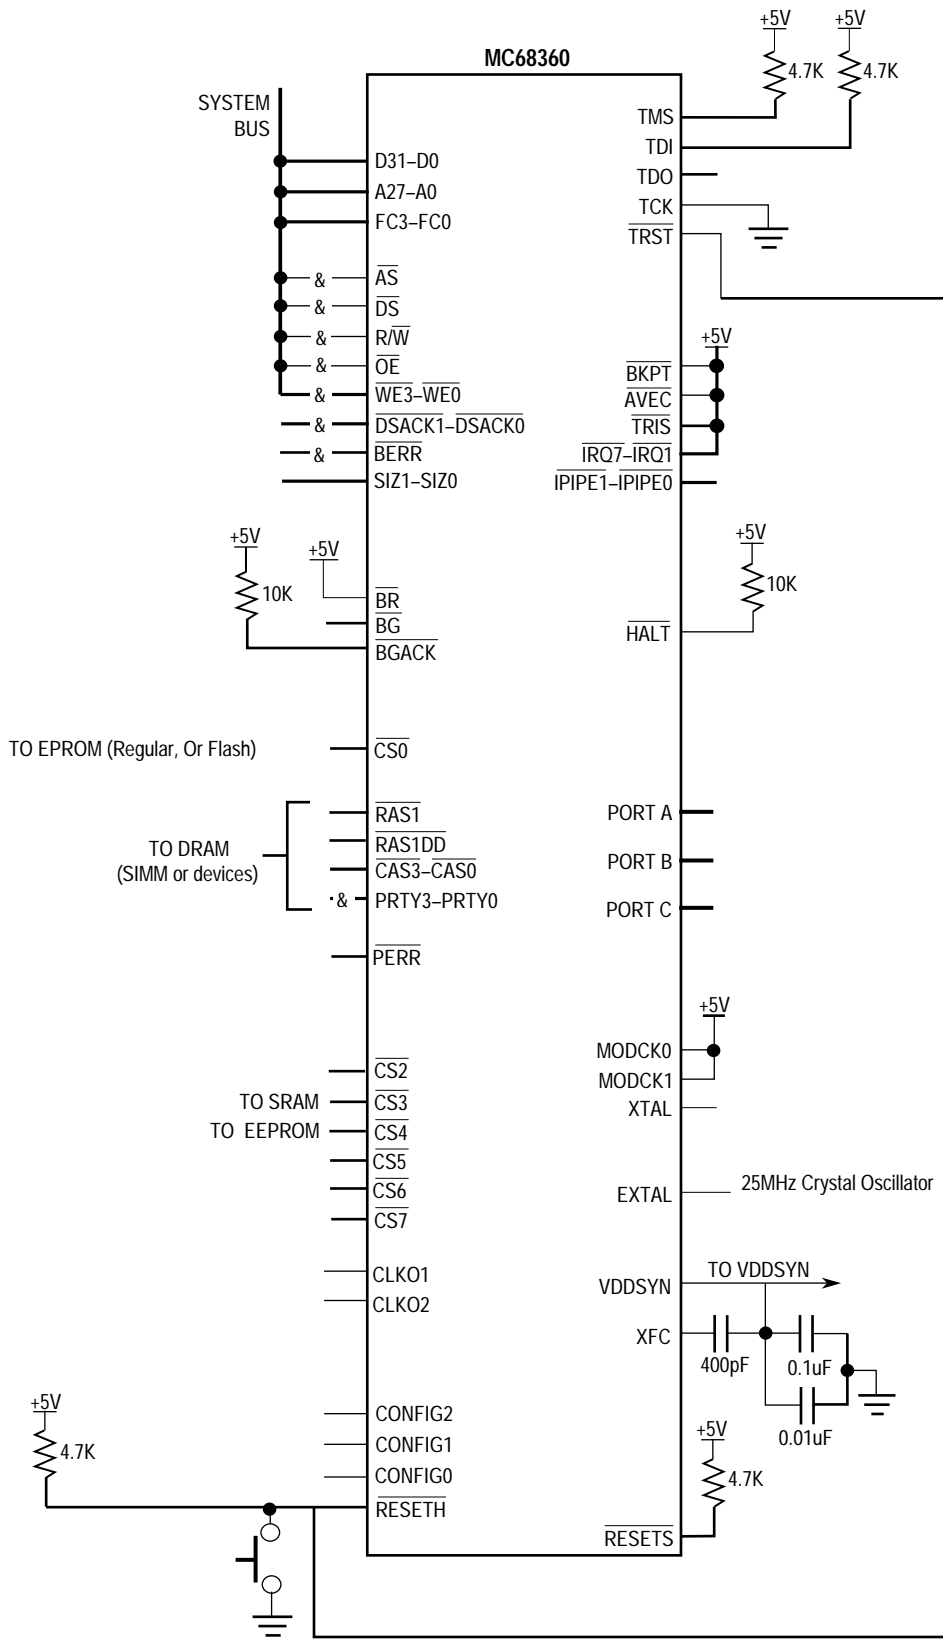 MC68360
SYSTEM
BUS
D31–D0
A27–A0
FC3–FC0
& AS
& DS
& R/W
& OE
& WE3–WE0
& DSACK1–DSACK0
& BERR
SIZ1–SIZ0
+5V
10K
+5V
BR
BG
BGACK
TO EPROM (Regular, Or Flash)
CS0
TO DRAM
(SIMM or devices)
RAS1
RAS1DD
CAS3–CAS0
& PRTY3–PRTY0
PERR
CS2
TO SRAM CS3
TO EEPROM CS4
CS5
CS6
CS7
CLKO1
CLKO2
CONFIG2
CONFIG1
CONFIG0
+5V
4.7K
RESETH
+5V
4.7K
+5V
4.7K
TMS
TDI
TDO
TCK
TRST
+5V
BKPT
AVEC
TRIS
IRQ7–IRQ1
IPIPE1–IPIPE0
+5V
10K
HALT
PORT A
PORT B
PORT C
+5V
MODCK0
MODCK1
XTAL
EXTAL
25MHz Crystal Oscillator
VDDSYN
TO VDDSYN
XFC
400pF
0.1uF
0.01uF
+5V
4.7K
RESETS